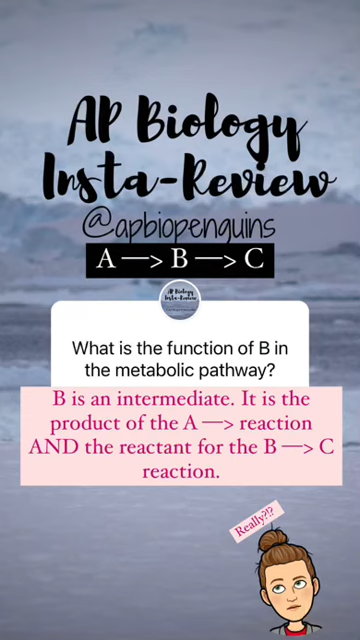 AP Biology
Insta-Review
@apbiopenguins
A —> B —> C
AP Biology
Insta-Review
What is the function of B in
the metabolic pathway?
B is an intermediate. It is the
product of the A —> reaction
AND the reactant for the B —> C
reaction.
Really?!?